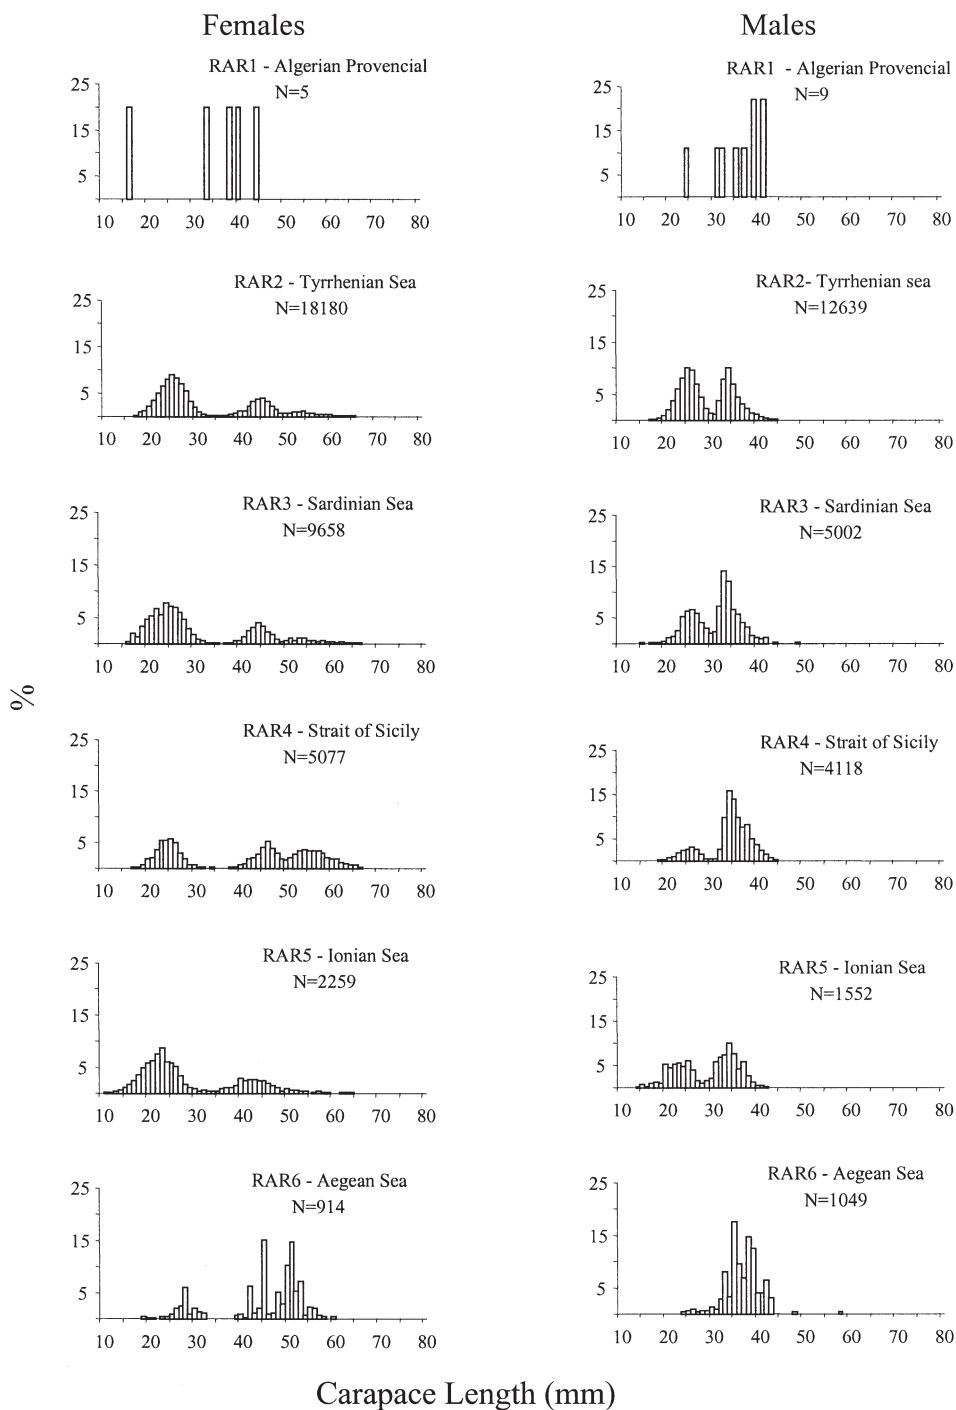 Females
Males
RAR1 - Algerian Provencial
N=5
25
15
5
10 20 30 40 50 60 70 80
RAR1 - Algerian Provencial
N=9
25
15
5
10 20 30 40 50 60 70 80
RAR2 - Tyrrhenian Sea
N=18180
25
15
5
10 20 30 40 50 60 70 80
RAR2- Tyrrhenian sea
N=12639
25
15
5
10 20 30 40 50 60 70 80
RAR3 - Sardinian Sea
N=9658
25
15
5
10 20 30 40 50 60 70 80
RAR3 - Sardinian Sea
N=5002
25
15
5
10 20 30 40 50 60 70 80
%
RAR4 - Strait of Sicily
N=5077
25
15
5
10 20 30 40 50 60 70 80
RAR4 - Strait of Sicily
N=4118
25
15
5
10 20 30 40 50 60 70 80
RAR5 - Ionian Sea
N=2259
25
15
5
10 20 30 40 50 60 70 80
RAR5 - Ionian Sea
N=1552
25
15
5
10 20 30 40 50 60 70 80
RAR6 - Aegean Sea
N=914
25
15
5
10 20 30 40 50 60 70 80
RAR6 - Aegean Sea
N=1049
25
15
5
10 20 30 40 50 60 70 80
Carapace Length (mm)